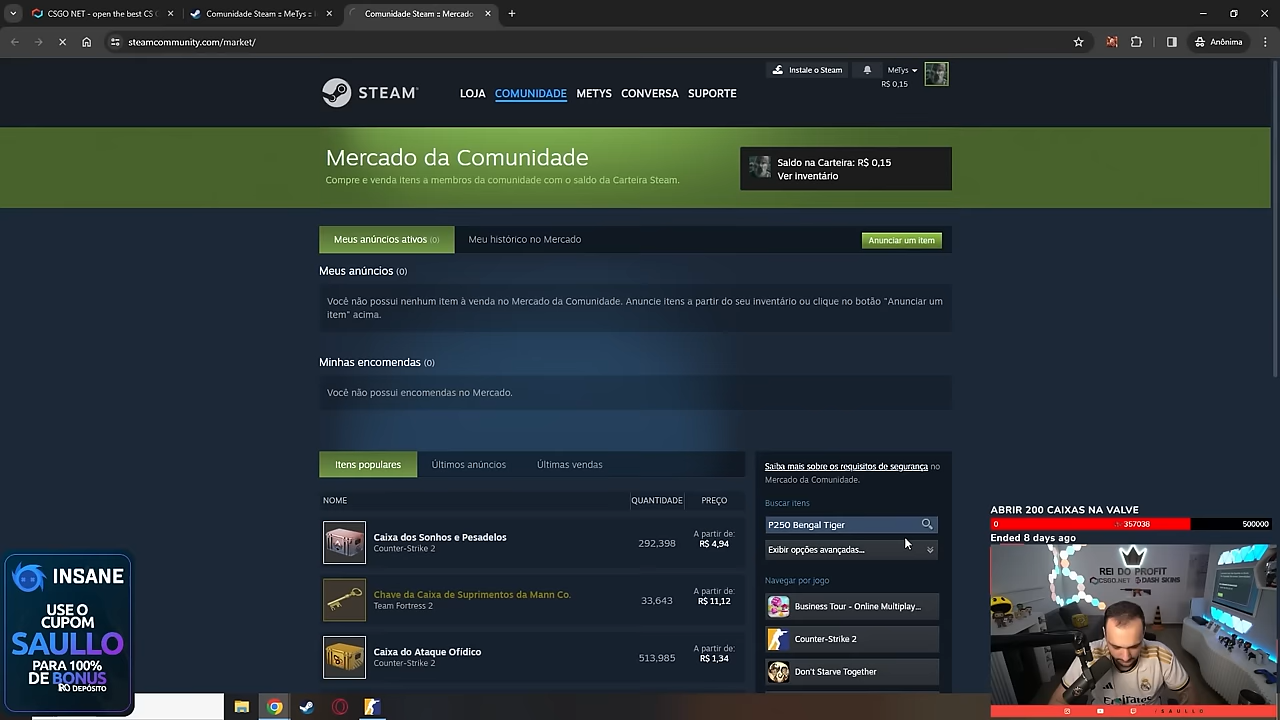 CSGO NET - open the best CS
Comunidade Steam :: MeTys ::
Comunidade Steam :: Mercado
steamcommunity.com/market/
Anônima
STEAM
LOJA
COMUNIDADE
METYS
CONVERSA
SUPORTE
Instale o Steam
MeTys
R$ 0,15
Mercado da Comunidade
Compre e venda itens a membros da comunidade com o saldo da Carteira Steam.
Saldo na Carteira: R$ 0,15
Ver inventário
Meus anúncios ativos (0)
Meu histórico no Mercado
Anunciar um item
Meus anúncios (0)
Você não possui nenhum item à venda no Mercado da Comunidade. Anuncie itens a partir do seu inventário ou clique no botão "Anunciar um
item" acima.
Minhas encomendas (0)
Você não possui encomendas no Mercado.
Itens populares
Últimos anúncios
Últimas vendas
NOME
QUANTIDADE
PREÇO
Caixa dos Sonhos e Pesadelos
Counter-Strike 2
292,398
A partir de:
R$ 4,94
Chave da Caixa de Suprimentos da Mann Co.
Team Fortress 2
33,643
A partir de:
R$ 11,12
Caixa do Ataque Ofídico
Counter-Strike 2
513,985
A partir de:
R$ 1,34
Saiba mais sobre os requisitos de segurança no
Mercado da Comunidade.
Buscar itens
P250 Bengal Tiger
Exibir opções avançadas...
Navegar por jogo
Business Tour - Online Multiplay...
Counter-Strike 2
Don't Starve Together
INSANE
USE O
CUPOM
SAULLO
PARA 100%
DE BONUS
NO DEPÓSITO
ABRIR 200 CAIXAS NA VALVE
0
357038
500000
Ended 8 days ago
REI DO PROFIT
CSGO.NET
DASH SKINS
Emirates
SAULLO